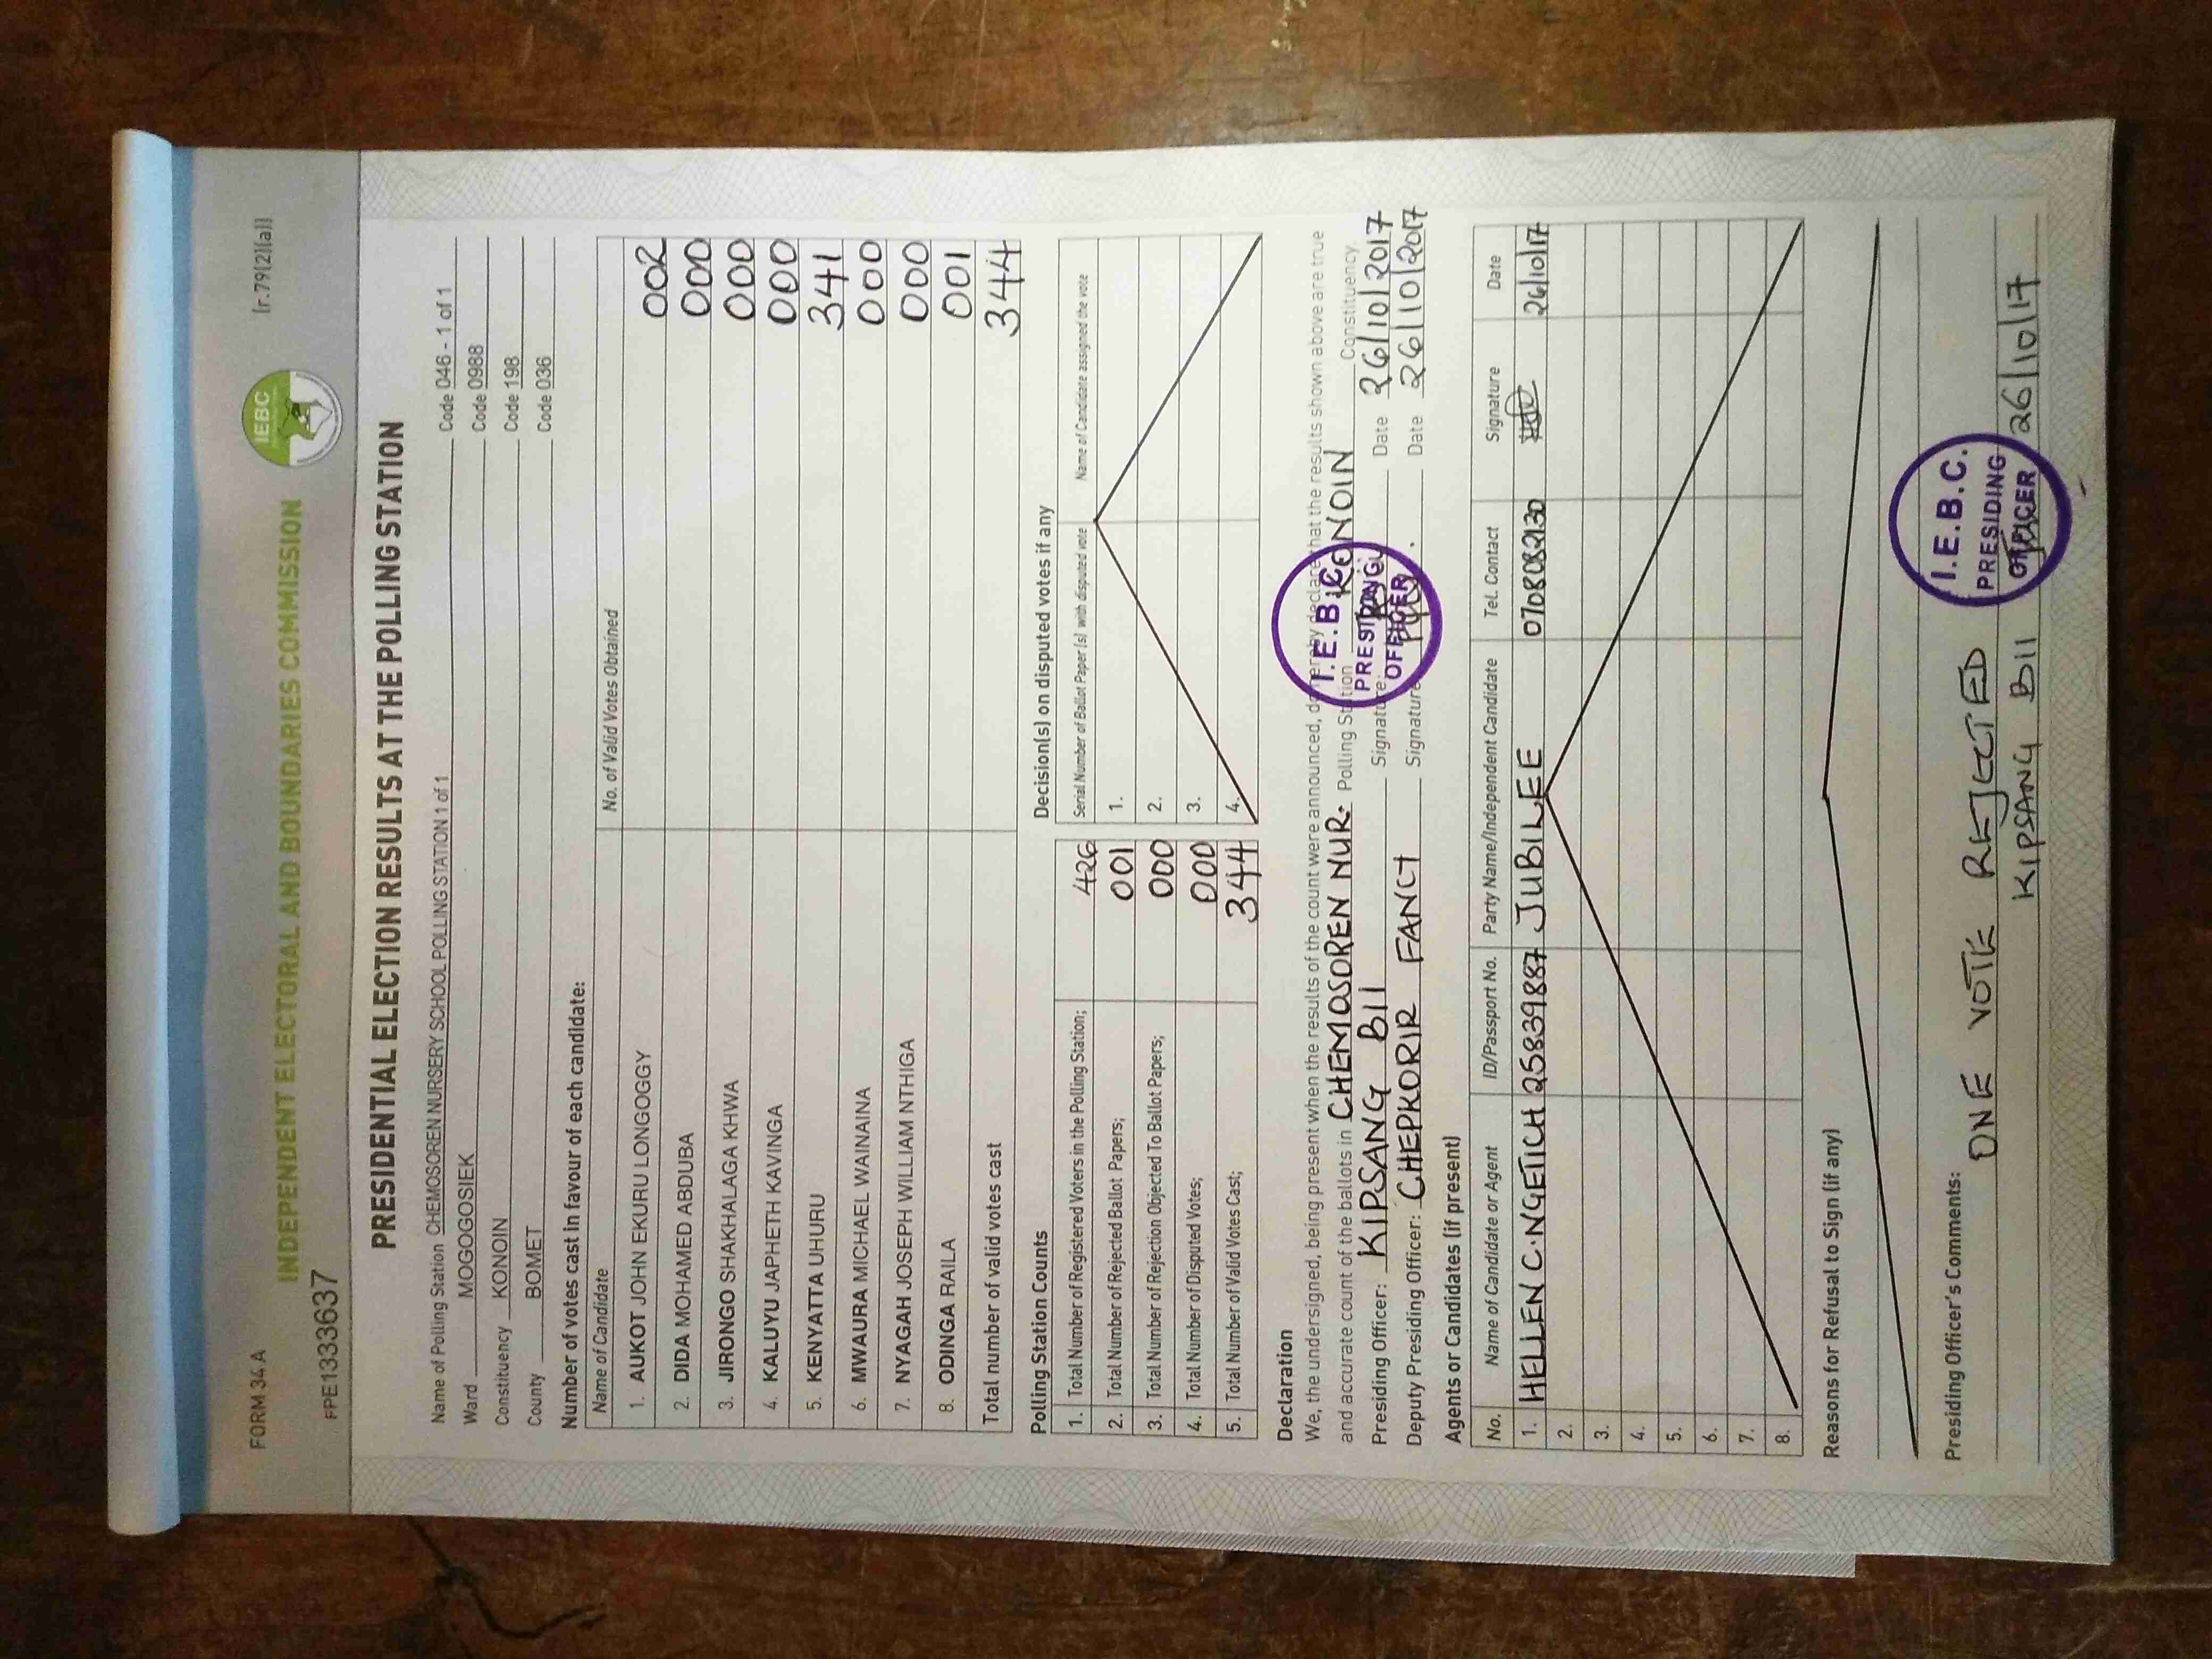 FORM 34 A
[r.79(2)(a)]
INDEPENDENT ELECTORAL AND BOUNDARIES COMMISSION
IEBC
FPE1333637
PRESIDENTIAL ELECTION RESULTS AT THE POLLING STATION
Name of Polling Station CHEMOSOREN NURSERY SCHOOL POLLING STATION 1 of 1 Code 046 - 1 of 1
Ward MOGOGOSIEK Code 0988
Constituency KONOIN Code 198
County BOMET Code 036
Number of votes cast in favour of each candidate:
Name of Candidate No. of Valid Votes Obtained
1. AUKOT JOHN EKURU LONGOGGY 002
2. DIDA MOHAMED ABDUBA 000
3. JIRONGO SHAKHALAGA KHWA 000
4. KALUYU JAPHETH KAVINGA 000
5. KENYATTA UHURU 341
6. MWAURA MICHAEL WAINAINA 000
7. NYAGAH JOSEPH WILLIAM NTHIGA 000
8. ODINGA RAILA 001
Total number of valid votes cast 344
Polling Station Counts
1. Total Number of Registered Voters in the Polling Station; 426
2. Total Number of Rejected Ballot Papers; 001
3. Total Number of Rejection Objected To Ballot Papers; 000
4. Total Number of Disputed Votes; 000
5. Total Number of Valid Votes Cast; 344
Decision(s) on disputed votes if any
Serial Number of Ballot Paper (s) with disputed vote Name of Candidate assigned the vote
1.
2.
3.
4.
Declaration
We, the undersigned, being present when the results of the count were announced, do hereby declare that the results shown above are true
and accurate count of the ballots in CHEMOSOREN NUR. Polling Station KONOIN Constituency.
Presiding Officer: KIPSANG BII Signature: Date 26/10/2017
Deputy Presiding Officer: CHEPKORIR FANCT Signature Date 26/10/2017
I.E.B.C.
PRESIDING
OFFICER
Agents or Candidates (if present)
No. Name of Candidate or Agent ID/Passport No. Party Name/Independent Candidate Tel. Contact Signature Date
1. HELLEN C. NGETICH 25839887 JUBILEE 0708082130 26/10/17
2.
3.
4.
5.
6.
7.
8.
Reasons for Refusal to Sign (if any)
Presiding Officer's Comments:
ONE VOTE REJECTED
KIPSANG BII 26/10/17
I.E.B.C.
PRESIDING
OFFICER